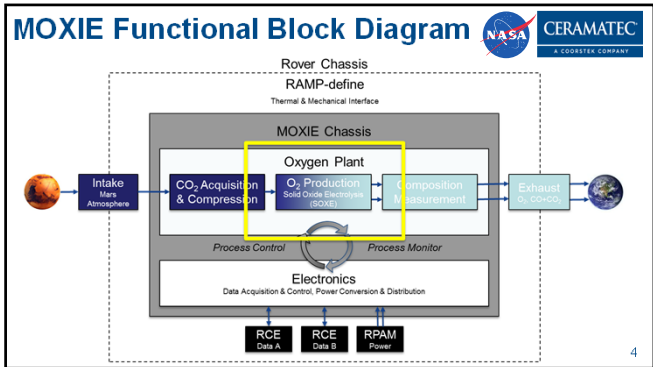 MOXIE Functional Block Diagram
NASA
CERAMATEC
A COORSTEK COMPANY
Rover Chassis
RAMP-define
Thermal & Mechanical Interface
MOXIE Chassis
Oxygen Plant
Intake
Mars
Atmosphere
CO₂ Acquisition
& Compression
O₂ Production
Solid Oxide Electrolysis
(SOXE)
Composition
Measurement
Exhaust
O₂, CO+CO₂
Process Control
Process Monitor
Electronics
Data Acquisition & Control, Power Conversion & Distribution
RCE
Data A
RCE
Data B
RPAM
Power
4